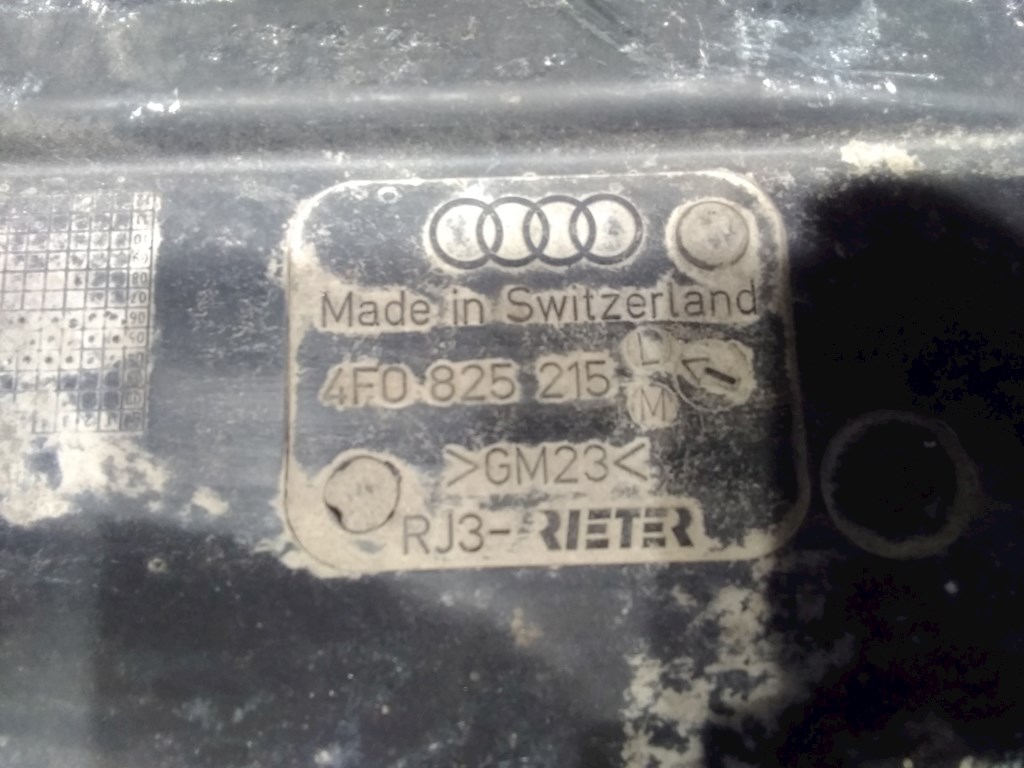 Made in Switzerland
4F0 825 215 L
M
>GM23<
RJ3-RIETER